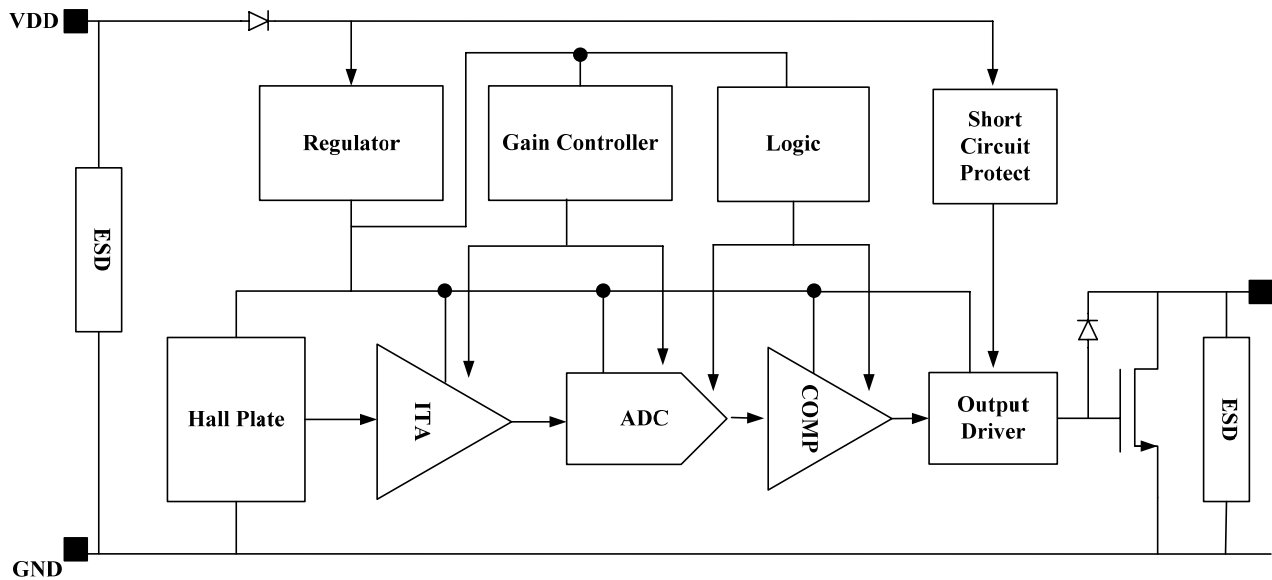 VDD
Regulator
Gain Controller
Logic
Short
Circuit
Protect
ESD
Hall Plate
ITA
ADC
COMP
Output
Driver
ESD
GND